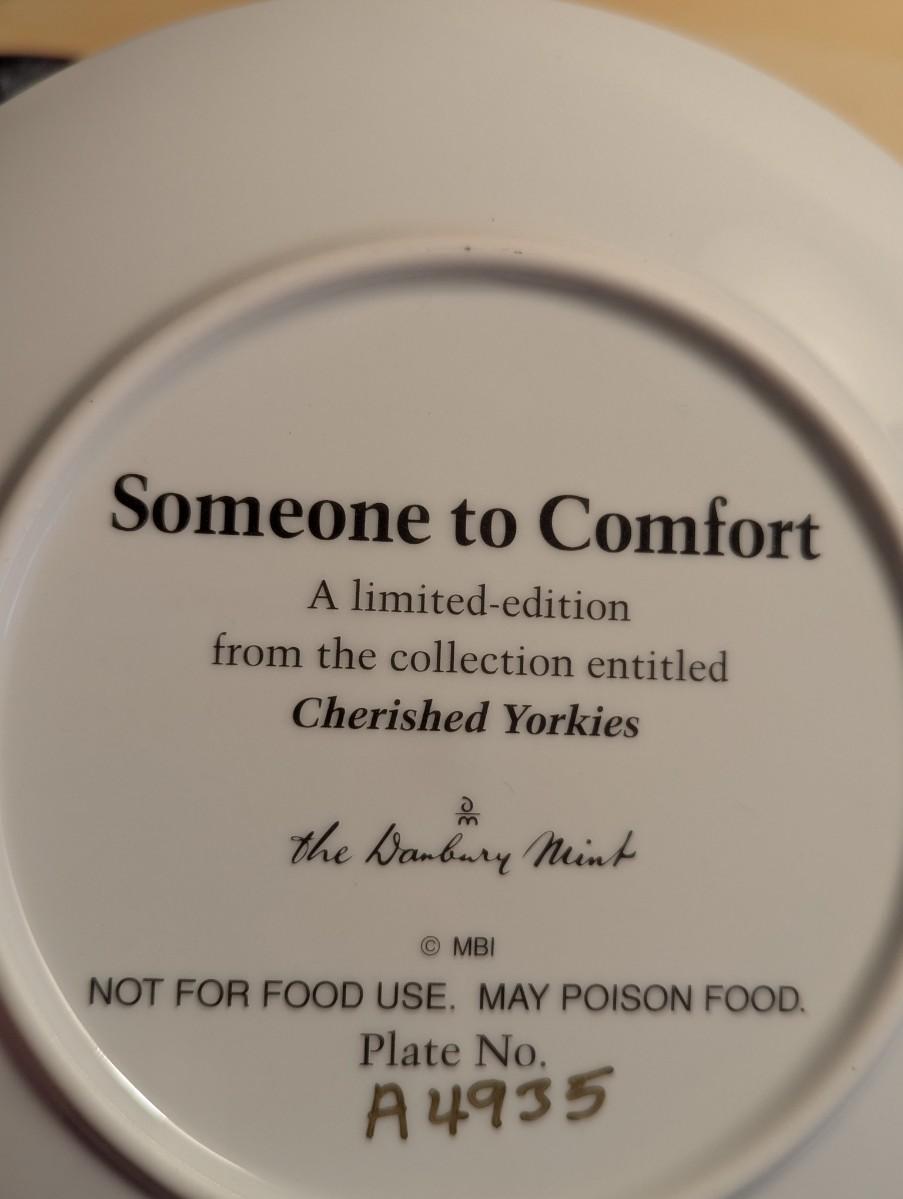 Someone to Comfort
A limited-edition
from the collection entitled
Cherished Yorkies
dm
the Danbury Mint
© MBI
NOT FOR FOOD USE. MAY POISON FOOD.
Plate No.
A4935